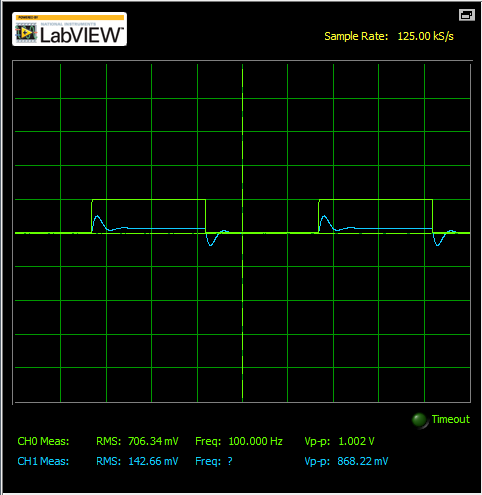 POWERED BY
NATIONAL INSTRUMENTS
LabVIEW™
Sample Rate: 125.00 kS/s
Timeout
CH0 Meas: RMS: 706.34 mV Freq: 100.000 Hz Vp-p: 1.002 V
CH1 Meas: RMS: 142.66 mV Freq: ? Vp-p: 868.22 mV